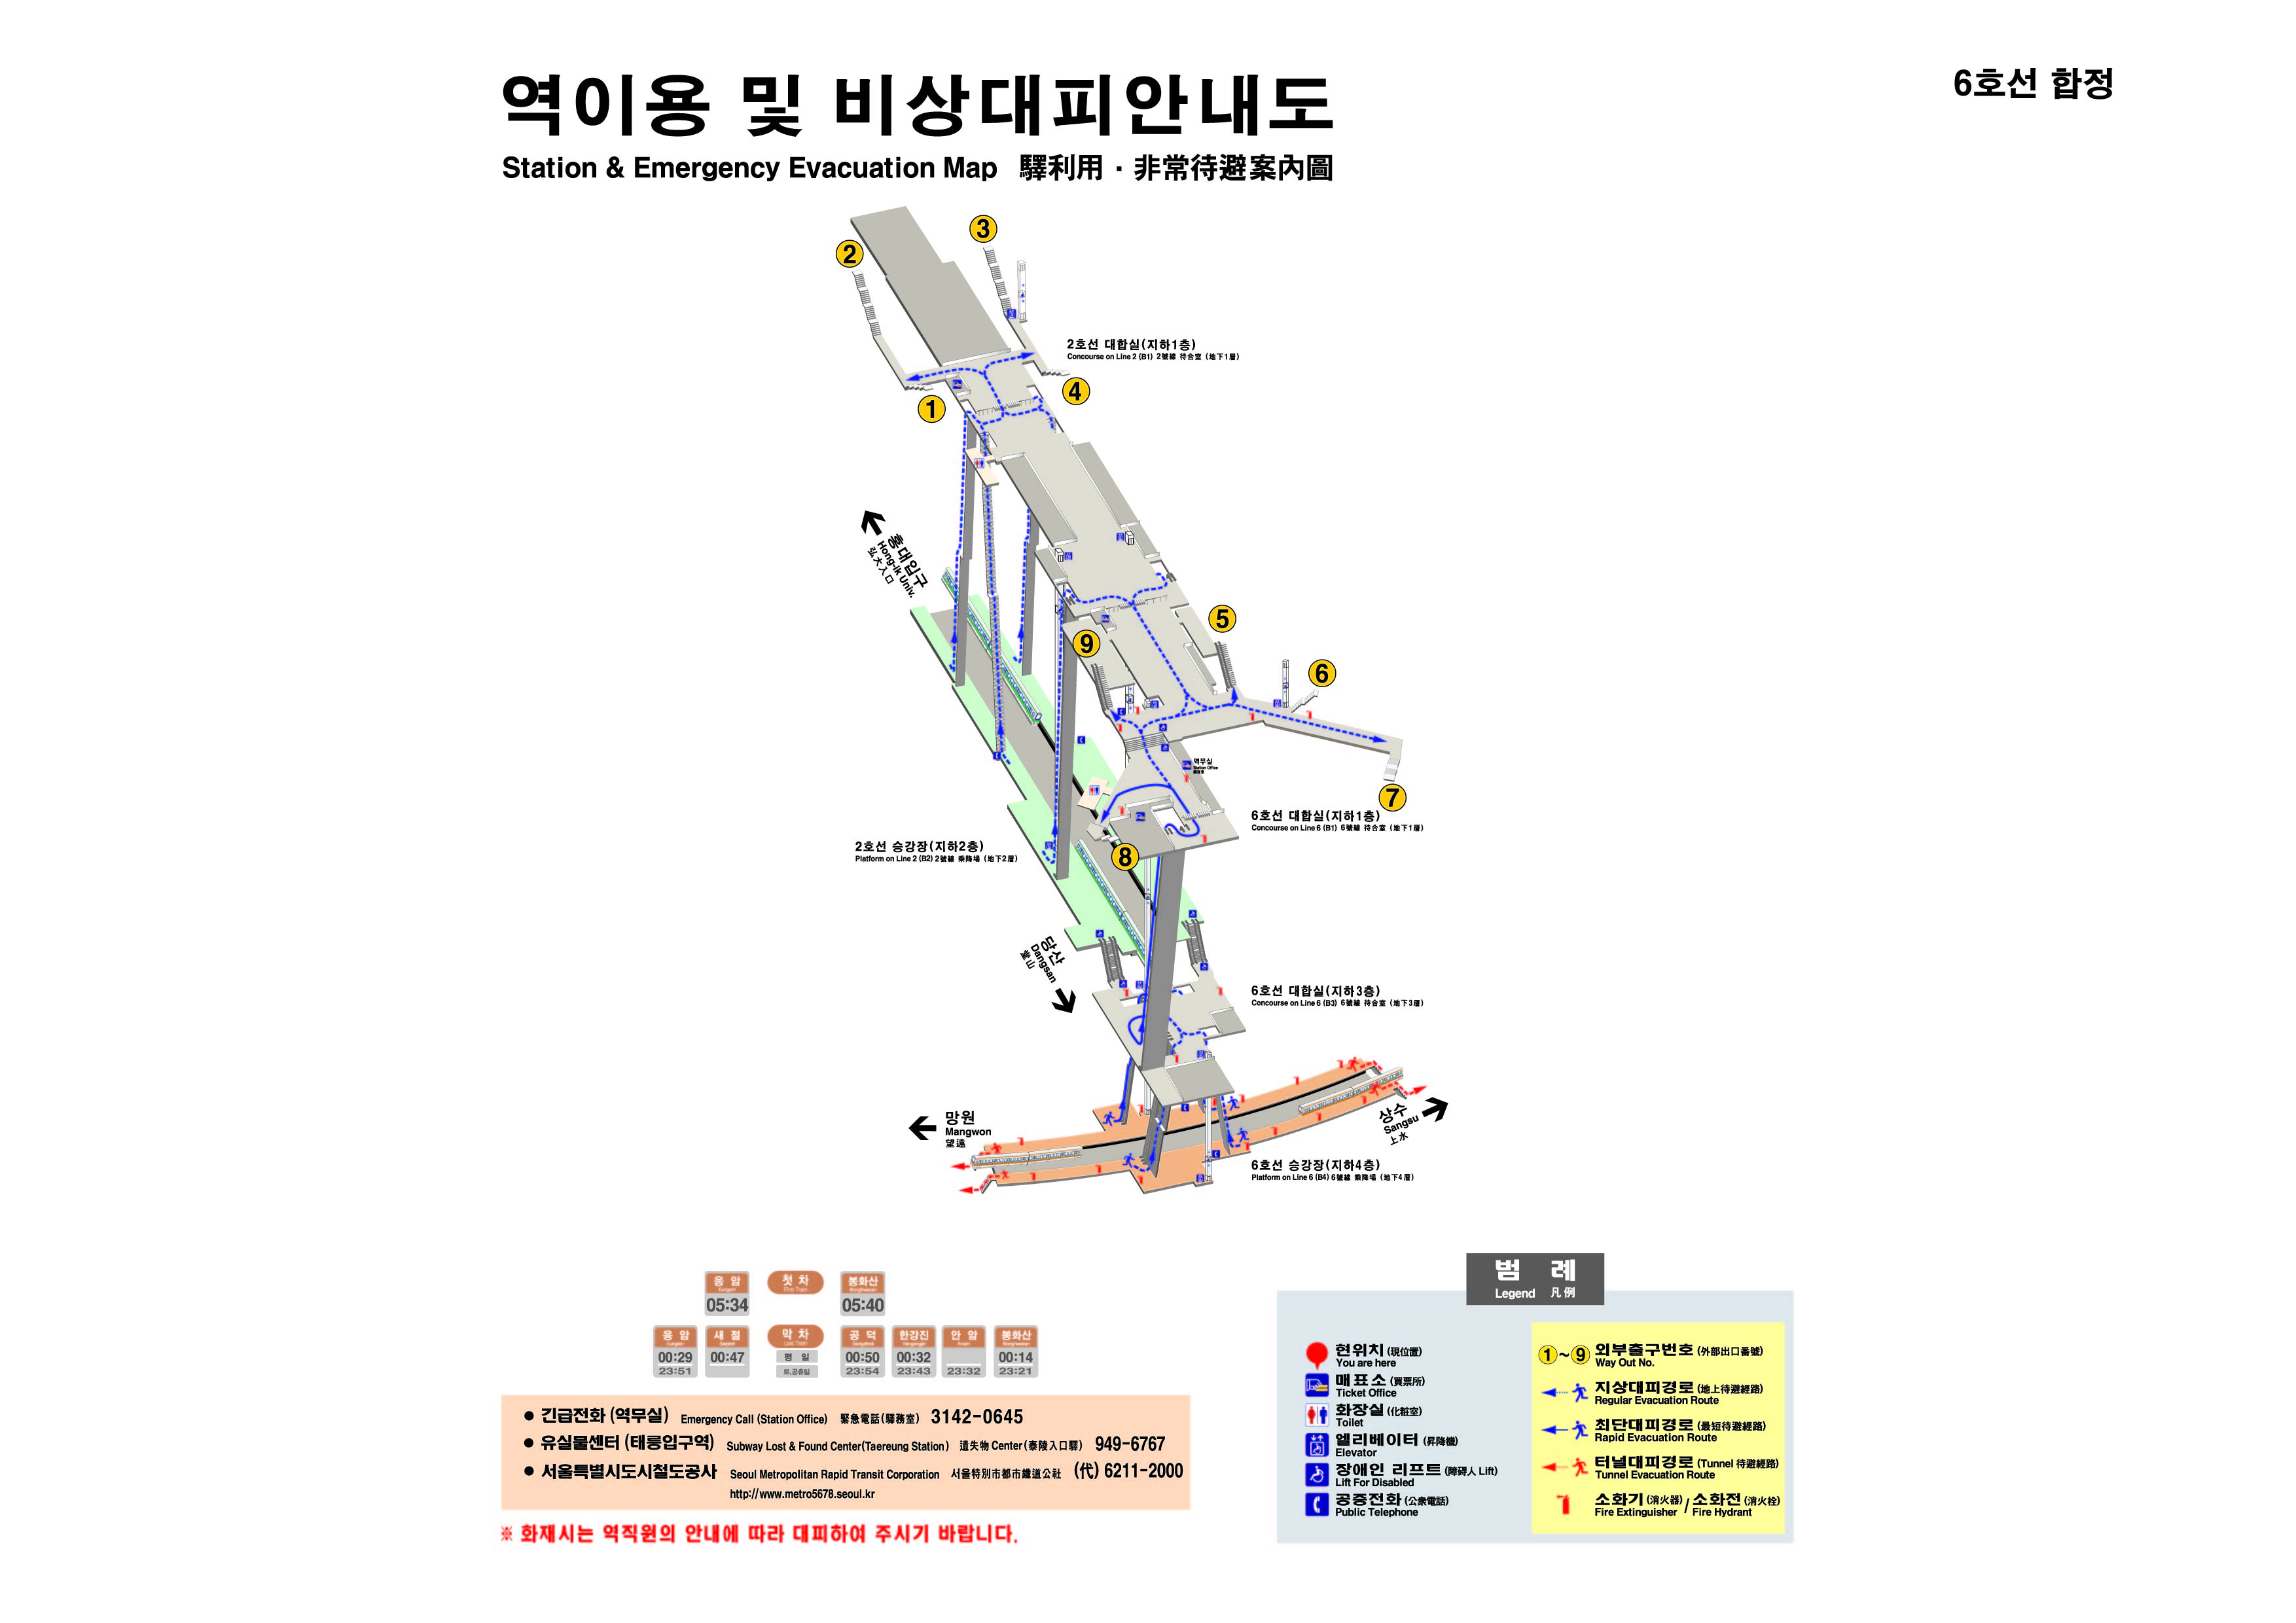 6호선 합정
역이용 및 비상대피안내도
Station & Emergency Evacuation Map 驛利用 · 非常待避案內圖
3
2
2호선 대합실(지하1층)
Concourse on Line 2 (B1) 2號線 待合室 (地下1層)
4
1
홍대입구
Hong-ik Univ.
弘大入口
5
9
6
역무실
Station Office
7
6호선 대합실(지하1층)
Concourse on Line 6 (B1) 6號線 待合室 (地下1層)
2호선 승강장(지하2층)
Platform on Line 2 (B2) 2號線 乘降場 (地下2層)
8
당산
Dangsan
堂山
6호선 대합실(지하3층)
Concourse on Line 6 (B3) 6號線 待合室 (地下3層)
망원
Mangwon
望遠
상수
Sangsu
上水
6호선 승강장(지하4층)
Platform on Line 6 (B4) 6號線 乘降場 (地下4層)
응암 첫차 봉화산
First Train
05:34 05:40
응암 새절 막차 공덕 한강진 안암 봉화산
Last Train
00:29 00:47 평일 00:50 00:32 00:14
23:51 토,공휴일 23:54 23:43 23:32 23:21
● 긴급전화 (역무실) Emergency Call (Station Office) 緊急電話 (驛務室) 3142-0645
● 유실물센터 (태릉입구역) Subway Lost & Found Center(Taereung Station) 遺失物 Center (泰陵入口驛) 949-6767
● 서울특별시도시철도공사 Seoul Metropolitan Rapid Transit Corporation 서울特別市都市鐵道公社 (代) 6211-2000
http://www.metro5678.seoul.kr
※ 화재시는 역직원의 안내에 따라 대피하여 주시기 바랍니다.
범 례
Legend 凡例
현위치 (現位置)
You are here
매표소 (買票所)
Ticket Office
화장실 (化粧室)
Toilet
엘리베이터 (昇降機)
Elevator
장애인 리프트 (障碍人 Lift)
Lift For Disabled
공중전화 (公衆電話)
Public Telephone
1 ~ 9 외부출구번호 (外部出口番號)
Way Out No.
지상대피경로 (地上待避經路)
Regular Evacuation Route
최단대피경로 (最短待避經路)
Rapid Evacuation Route
터널대피경로 (Tunnel 待避經路)
Tunnel Evacuation Route
소화기 (消火器) / 소화전 (消火栓)
Fire Extinguisher / Fire Hydrant